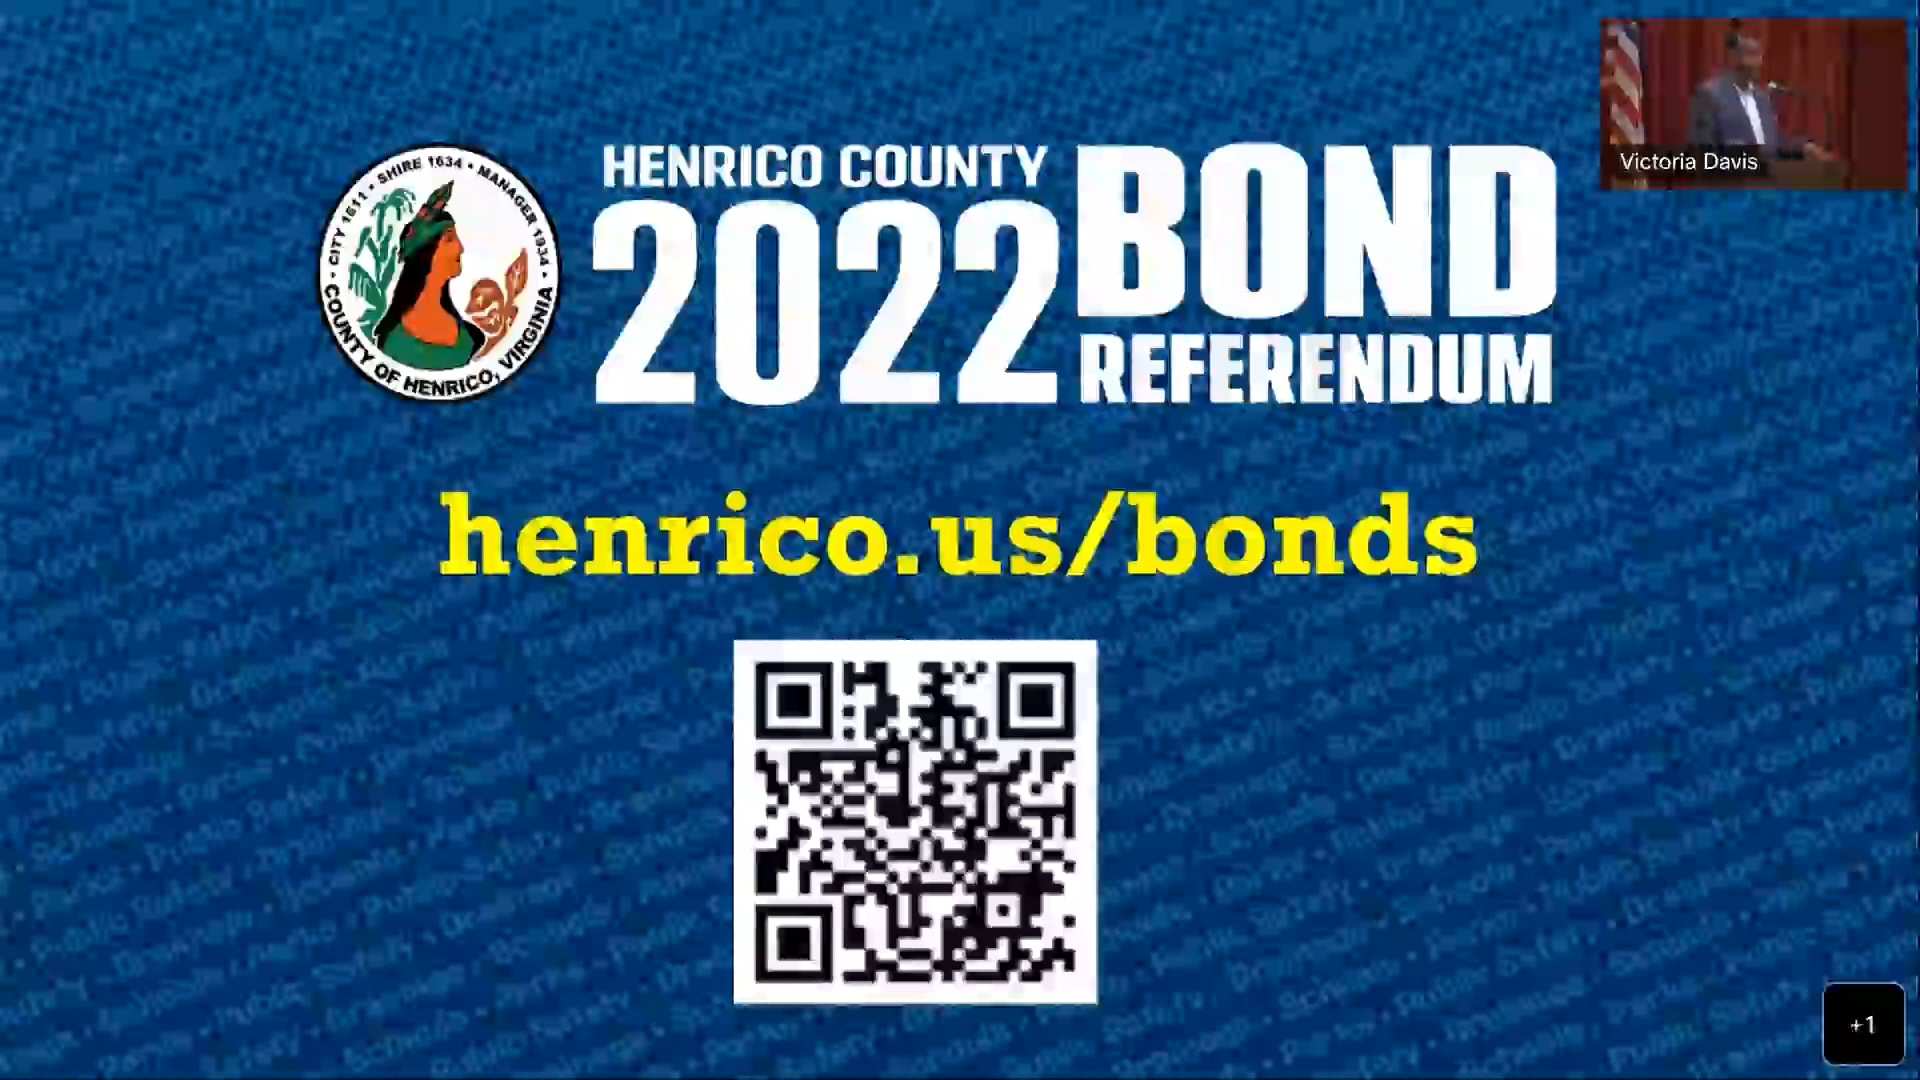 CITY 1611 • SHIRE 1634 • MANAGER 1934
COUNTY OF HENRICO, VIRGINIA
HENRICO COUNTY
2022
BOND
REFERENDUM
Victoria Davis
henrico.us/bonds
+1